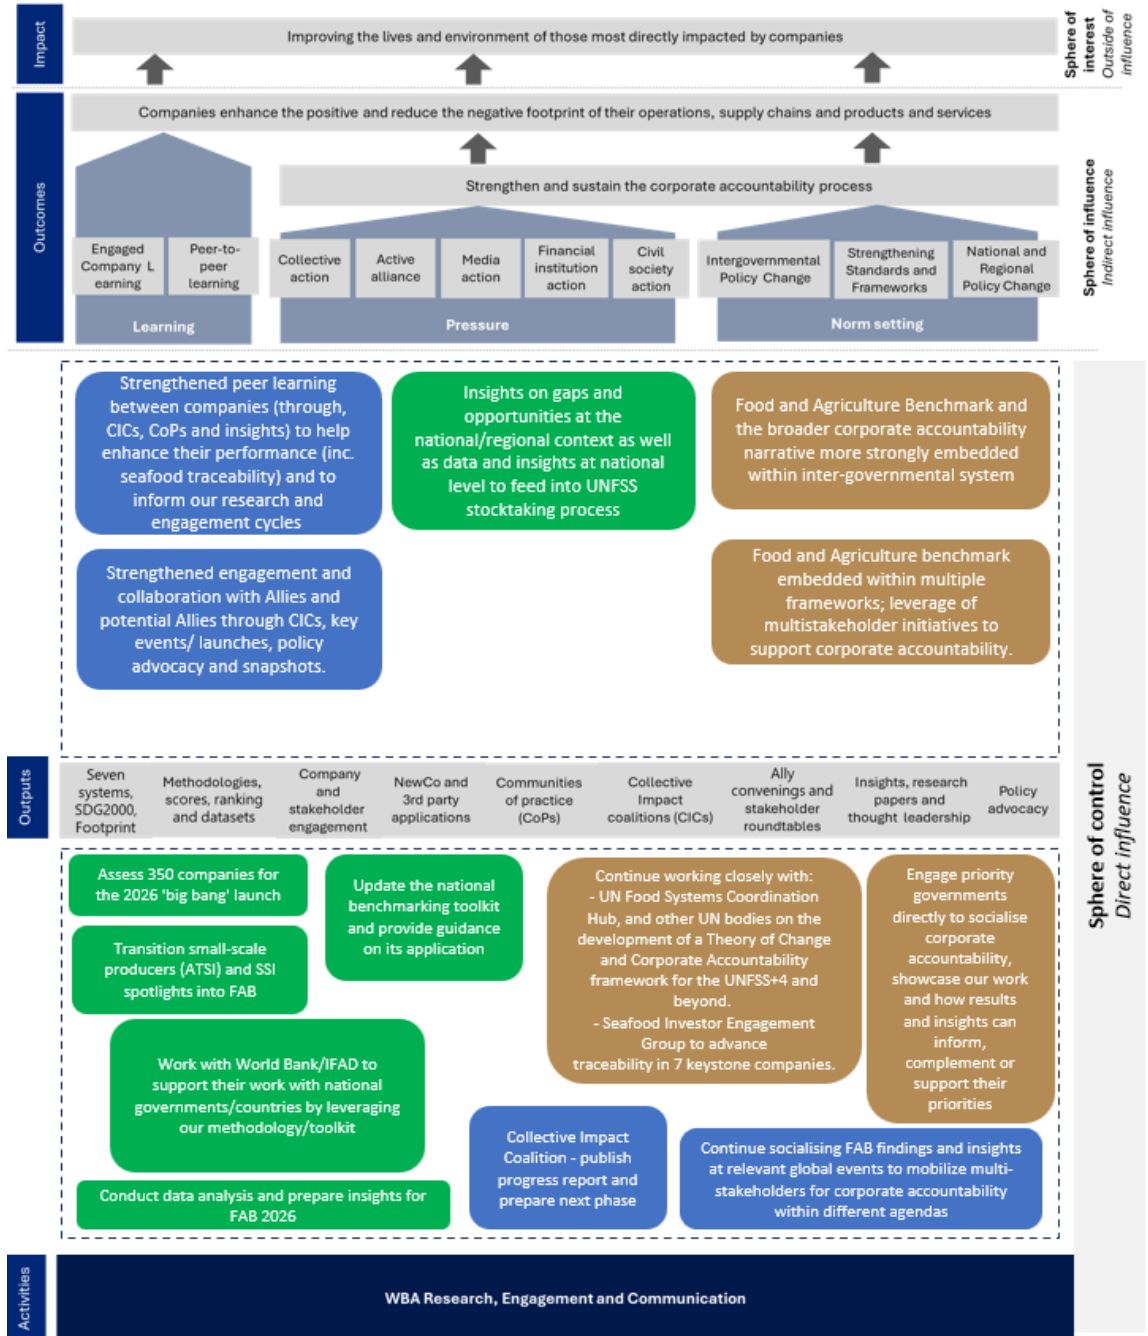 Impact
Improving the lives and environment of those most directly impacted by companies
Sphere of
interest
Outside of
influence
Outcomes
Companies enhance the positive and reduce the negative footprint of their operations, supply chains and products and services
Strengthen and sustain the corporate accountability process
Engaged
Company L
earning
Peer-to-
peer
learning
Learning
Collective
action
Active
alliance
Media
action
Financial
institution
action
Civil
society
action
Pressure
Intergovernmental
Policy Change
Strengthening
Standards and
Frameworks
National and
Regional
Policy Change
Norm setting
Sphere of influence
Indirect influence
Strengthened peer learning
between companies (through,
CICs, CoPs and insights) to help
enhance their performance (inc.
seafood traceability) and to
inform our research and
engagement cycles
Insights on gaps and
opportunities at the
national/regional context as well
as data and insights at national
level to feed into UNFSS
stocktaking process
Food and Agriculture Benchmark and
the broader corporate accountability
narrative more strongly embedded
within inter-governmental system
Strengthened engagement and
collaboration with Allies and
potential Allies through CICs, key
events/ launches, policy
advocacy and snapshots.
Food and Agriculture benchmark
embedded within multiple
frameworks; leverage of
multistakeholder initiatives to
support corporate accountability.
Outputs
Seven
systems,
SDG2000,
Footprint
Methodologies,
scores, ranking
and datasets
Company
and
stakeholder
engagement
NewCo and
3rd party
applications
Communities
of practice
(CoPs)
Collective
Impact
coalitions (CICs)
Ally
convenings and
stakeholder
roundtables
Insights, research
papers and
thought leadership
Policy
advocacy
Sphere of control
Direct influence
Assess 350 companies for
the 2026 'big bang' launch
Transition small-scale
producers (ATSI) and SSI
spotlights into FAB
Update the national
benchmarking toolkit
and provide guidance
on its application
Continue working closely with:
- UN Food Systems Coordination
Hub, and other UN bodies on the
development of a Theory of Change
and Corporate Accountability
framework for the UNFSS+4 and
beyond.
- Seafood Investor Engagement
Group to advance
traceability in 7 keystone companies.
Engage priority
governments
directly to socialise
corporate
accountability,
showcase our work
and how results
and insights can
inform,
complement or
support their
priorities
Work with World Bank/IFAD to
support their work with national
governments/countries by leveraging
our methodology/toolkit
Collective Impact
Coalition - publish
progress report and
prepare next phase
Continue socialising FAB findings and insights
at relevant global events to mobilize multi-
stakeholders for corporate accountability
within different agendas
Conduct data analysis and prepare insights for
FAB 2026
Activities
WBA Research, Engagement and Communication